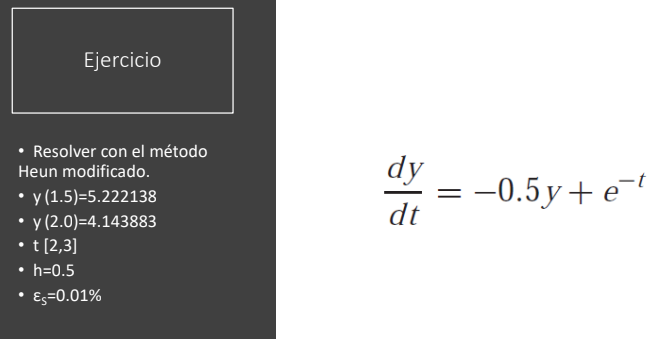 Ejercicio
• Resolver con el método
Heun modificado.
• y (1.5)=5.222138
• y (2.0)=4.143883
• t [2,3]
• h=0.5
• εS=0.01%
dy/dt = −0.5y + e^−t